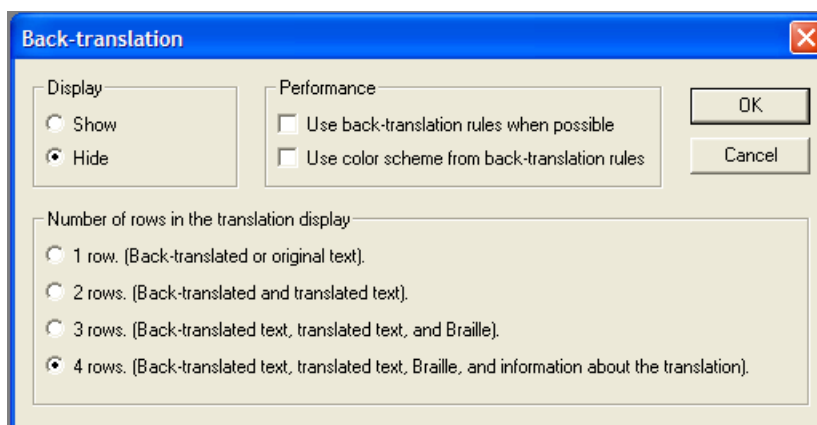 Back-translation
Display
Show
Hide
Performance
Use back-translation rules when possible
Use color scheme from back-translation rules
OK
Cancel
Number of rows in the translation display
1 row. (Back-translated or original text).
2 rows. (Back-translated and translated text).
3 rows. (Back-translated text, translated text, and Braille).
4 rows. (Back-translated text, translated text, Braille, and information about the translation).